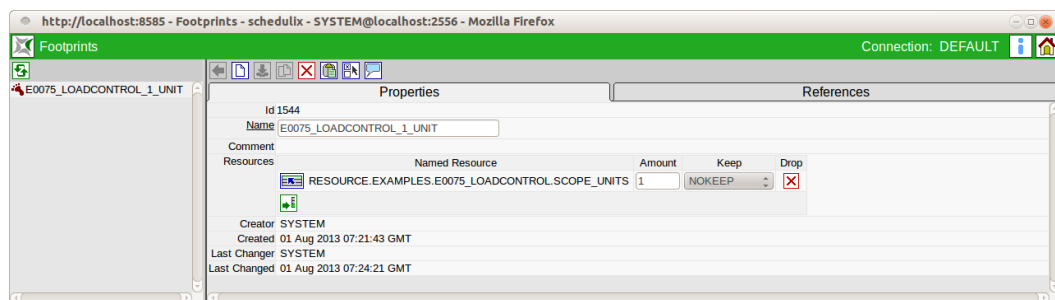 http://localhost:8585 - Footprints - schedulix - SYSTEM@localhost:2556 - Mozilla Firefox
Footprints Connection: DEFAULT
E0075_LOADCONTROL_1_UNIT
Properties References
Id 1544
Name E0075_LOADCONTROL_1_UNIT
Comment
Resources Named Resource Amount Keep Drop
RESOURCE.EXAMPLES.E0075_LOADCONTROL.SCOPE_UNITS 1 NOKEEP
Creator SYSTEM
Created 01 Aug 2013 07:21:43 GMT
Last Changer SYSTEM
Last Changed 01 Aug 2013 07:24:21 GMT